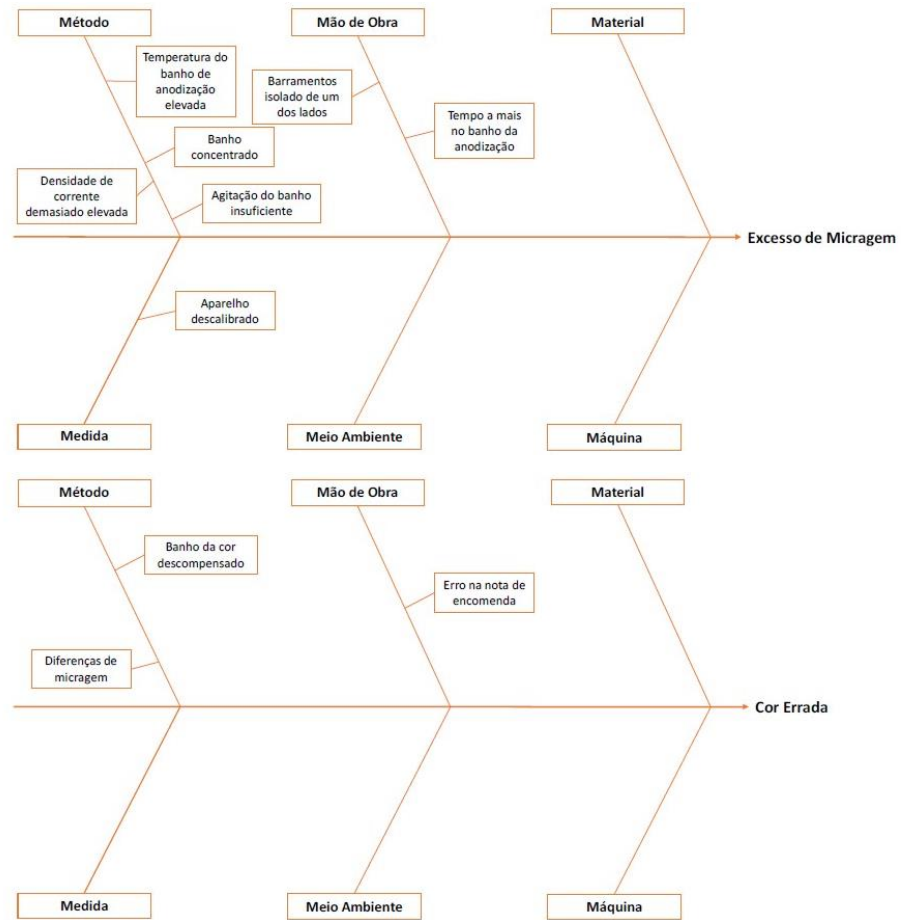 Método
Mão de Obra
Material
Temperatura do
banho de
anodização
elevada
Barramentos
isolado de um
dos lados
Tempo a mais
no banho da
anodização
Banho
concentrado
Densidade de
corrente
demasiado elevada
Agitação do banho
insuficiente
Excesso de Micragem
Aparelho
descalibrado
Medida
Meio Ambiente
Máquina
Método
Mão de Obra
Material
Banho da cor
descompensado
Erro na nota de
encomenda
Diferenças de
micragem
Cor Errada
Medida
Meio Ambiente
Máquina